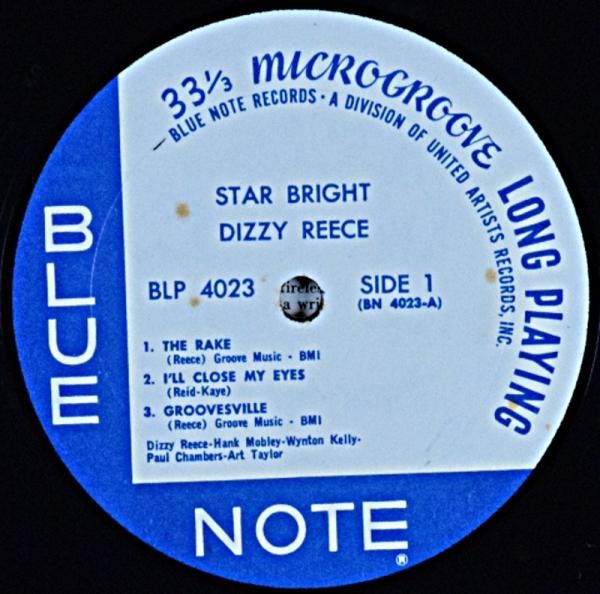 33⅓ MICROGROOVE LONG PLAYING
BLUE NOTE RECORDS · A DIVISION OF UNITED ARTISTS RECORDS, INC.
STAR BRIGHT
DIZZY REECE
BLP 4023
SIDE 1
(BN 4023-A)
1. THE RAKE
(Reece) Groove Music - BMI
2. I'LL CLOSE MY EYES
(Reid-Kaye)
3. GROOVESVILLE
(Reece) Groove Music - BMI
Dizzy Reece-Hank Mobley-Wynton Kelly-
Paul Chambers-Art Taylor
BLUE
NOTE®